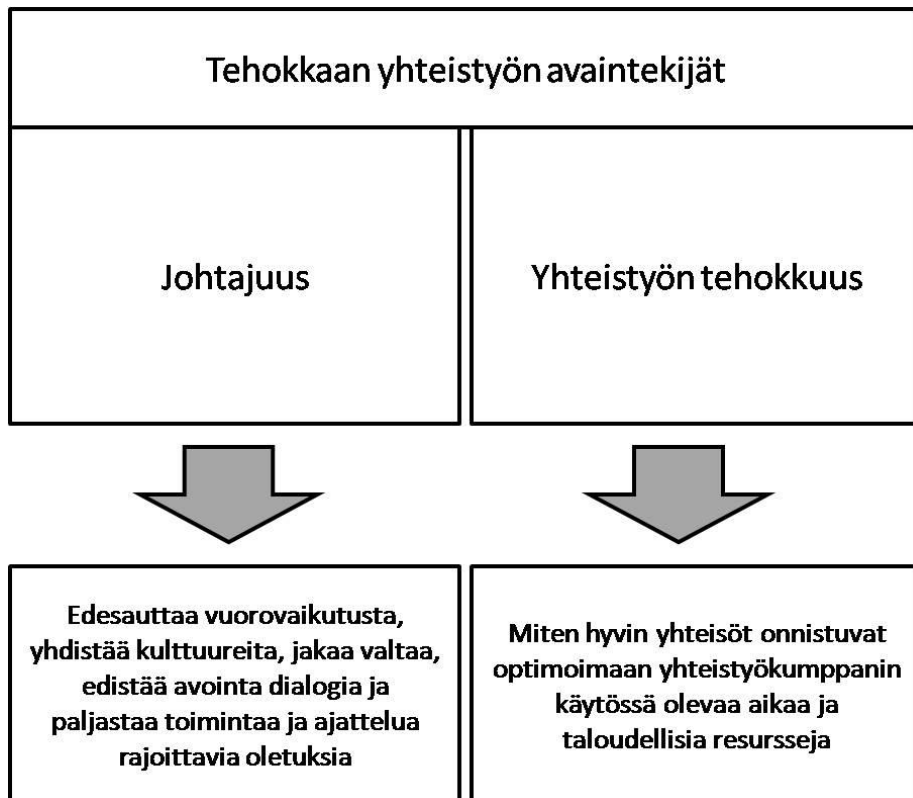 Tehokkaan yhteistyön avaintekijät
Johtajuus
Yhteistyön tehokkuus
Edesauttaa vuorovaikutusta,
yhdistää kulttuureita, jakaa valtaa,
edistää avointa dialogia ja
paljastaa toimintaa ja ajattelua
rajoittavia oletuksia
Miten hyvin yhteisöt onnistuvat
optimoimaan yhteistyökumppanin
käytössä olevaa aikaa ja
taloudellisia resursseja